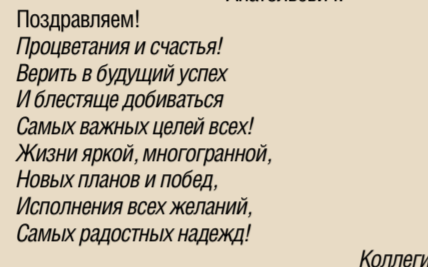 Поздравляем!
Процветания и счастья!
Верить в будущий успех
И блестяще добиваться
Самых важных целей всех!
Жизни яркой, многогранной,
Новых планов и побед,
Исполнения всех желаний,
Самых радостных надежд!
Коллеги